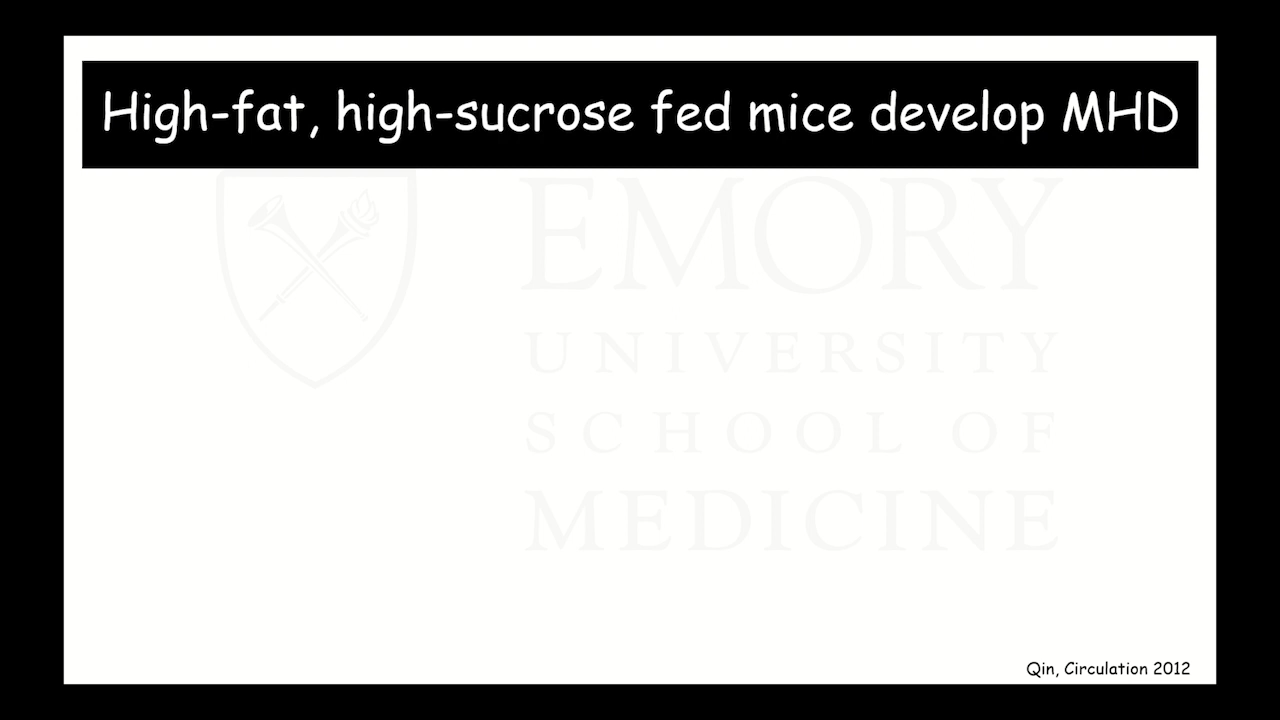 High-fat, high-sucrose fed mice develop MHD
EMORY
UNIVERSITY
SCHOOL OF
MEDICINE
Qin, Circulation 2012